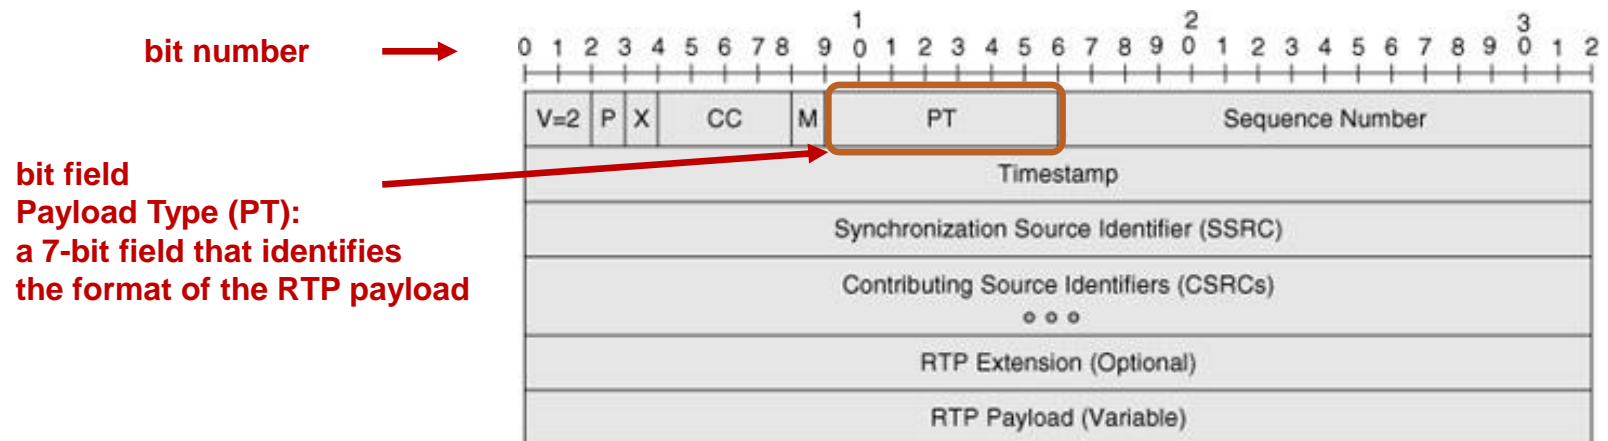 1 2 3
bit number 0 1 2 3 4 5 6 7 8 9 0 1 2 3 4 5 6 7 8 9 0 1 2 3 4 5 6 7 8 9 0 1 2
V=2 P X CC M PT Sequence Number
Timestamp
Synchronization Source Identifier (SSRC)
Contributing Source Identifiers (CSRCs)
RTP Extension (Optional)
RTP Payload (Variable)
bit field
Payload Type (PT):
a 7-bit field that identifies
the format of the RTP payload